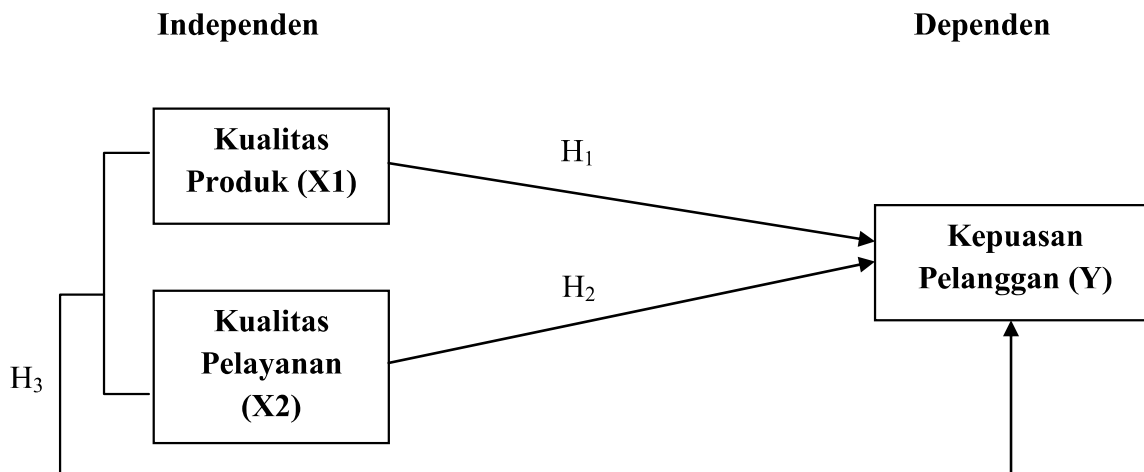 Independen
Dependen
Kualitas
Produk (X1)
H₁
Kepuasan
Pelanggan (Y)
H₂
Kualitas
Pelayanan
(X2)
H₃